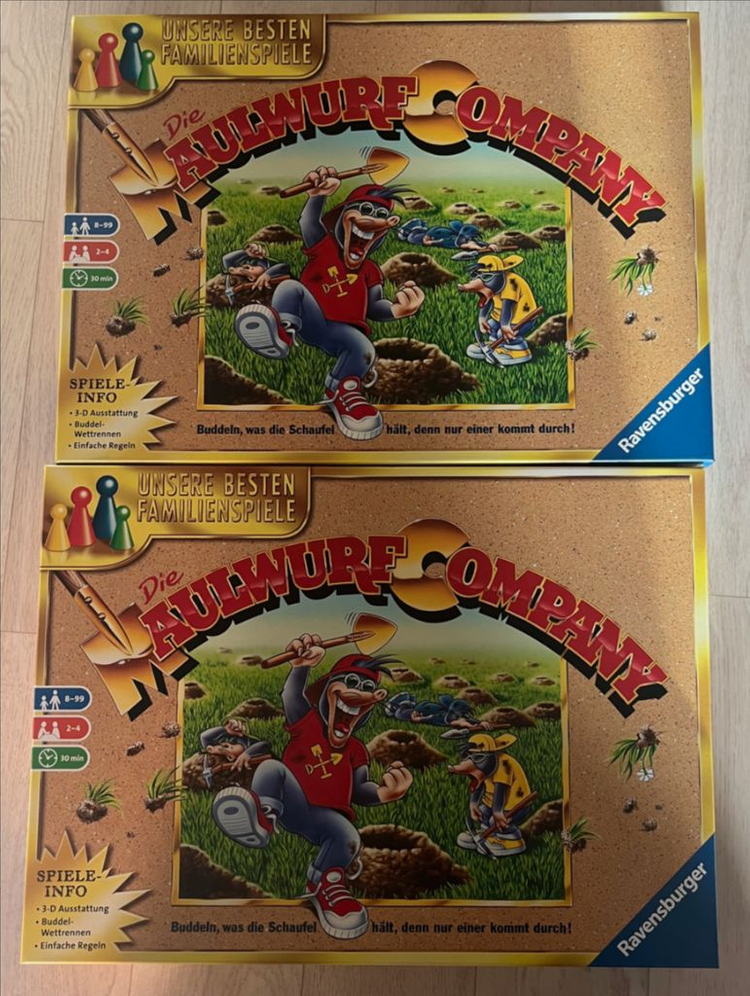 UNSERE BESTEN
FAMILIENSPIELE
Die
MAULWURF COMPANY
8–99
2–4
30 min
D
SPIELE-
INFO
• 3-D Ausstattung
• Buddel-
Wettrennen
• Einfache Regeln
Buddeln, was die Schaufel hält, denn nur einer kommt durch!
Ravensburger
UNSERE BESTEN
FAMILIENSPIELE
Die
MAULWURF COMPANY
8–99
2–4
30 min
D
SPIELE-
INFO
• 3-D Ausstattung
• Buddel-
Wettrennen
• Einfache Regeln
Buddeln, was die Schaufel hält, denn nur einer kommt durch!
Ravensburger